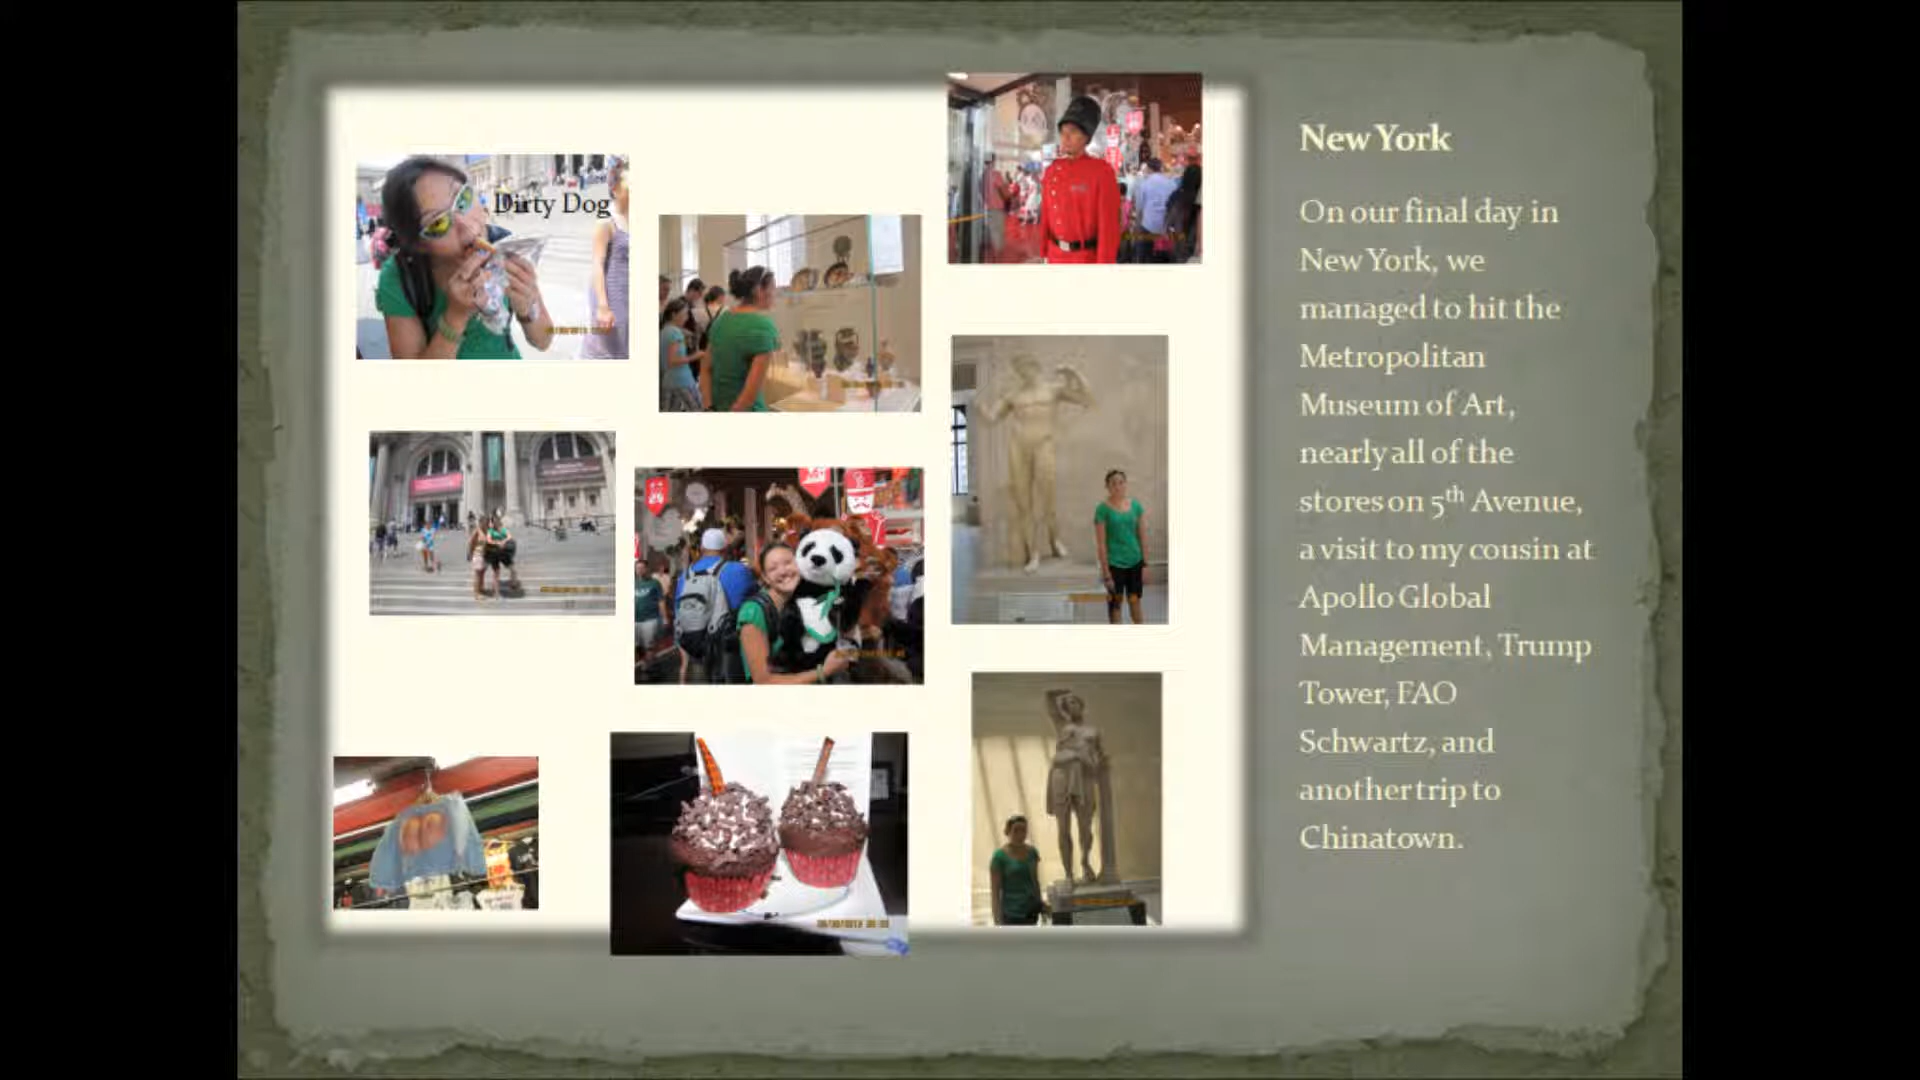 New York
On our final day in
New York, we
managed to hit the
Metropolitan
Museum of Art,
nearly all of the
stores on 5th Avenue,
a visit to my cousin at
Apollo Global
Management, Trump
Tower, FAO
Schwartz, and
another trip to
Chinatown.
Dirty Dog